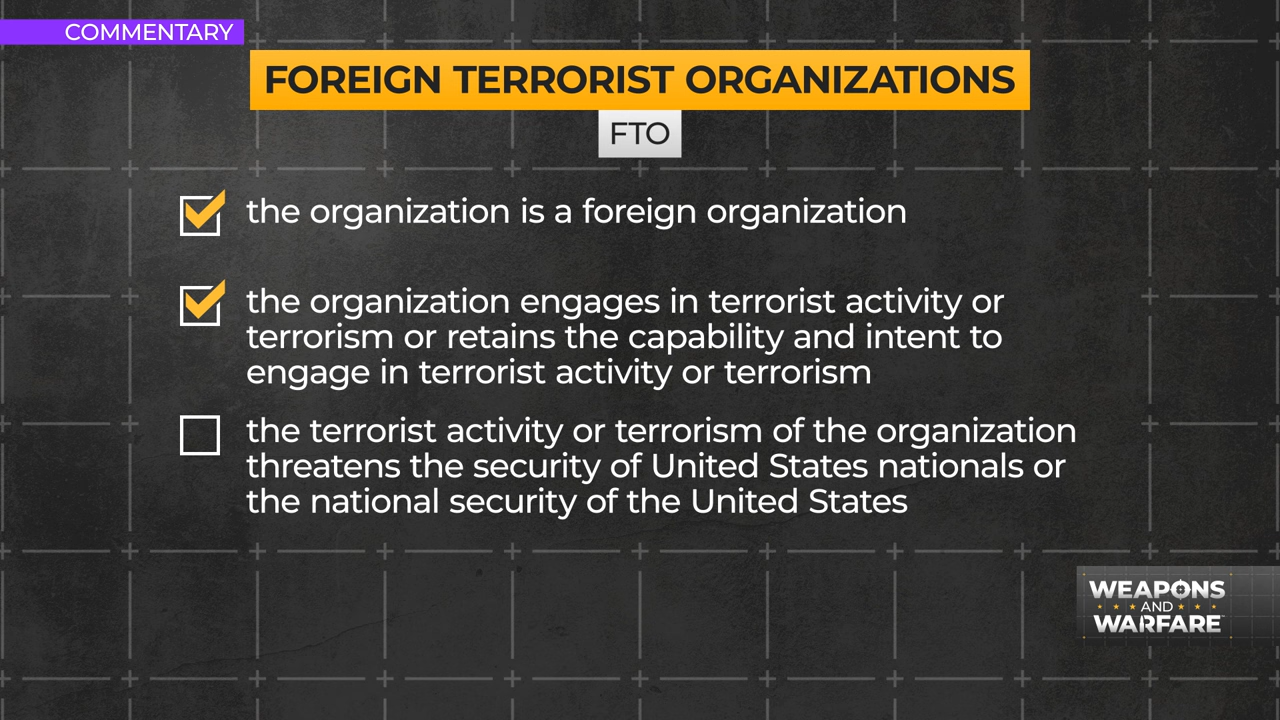 COMMENTARY
FOREIGN TERRORIST ORGANIZATIONS
FTO
the organization is a foreign organization
the organization engages in terrorist activity or
terrorism or retains the capability and intent to
engage in terrorist activity or terrorism
the terrorist activity or terrorism of the organization
threatens the security of United States nationals or
the national security of the United States
WEAPONS
AND
WARFARE